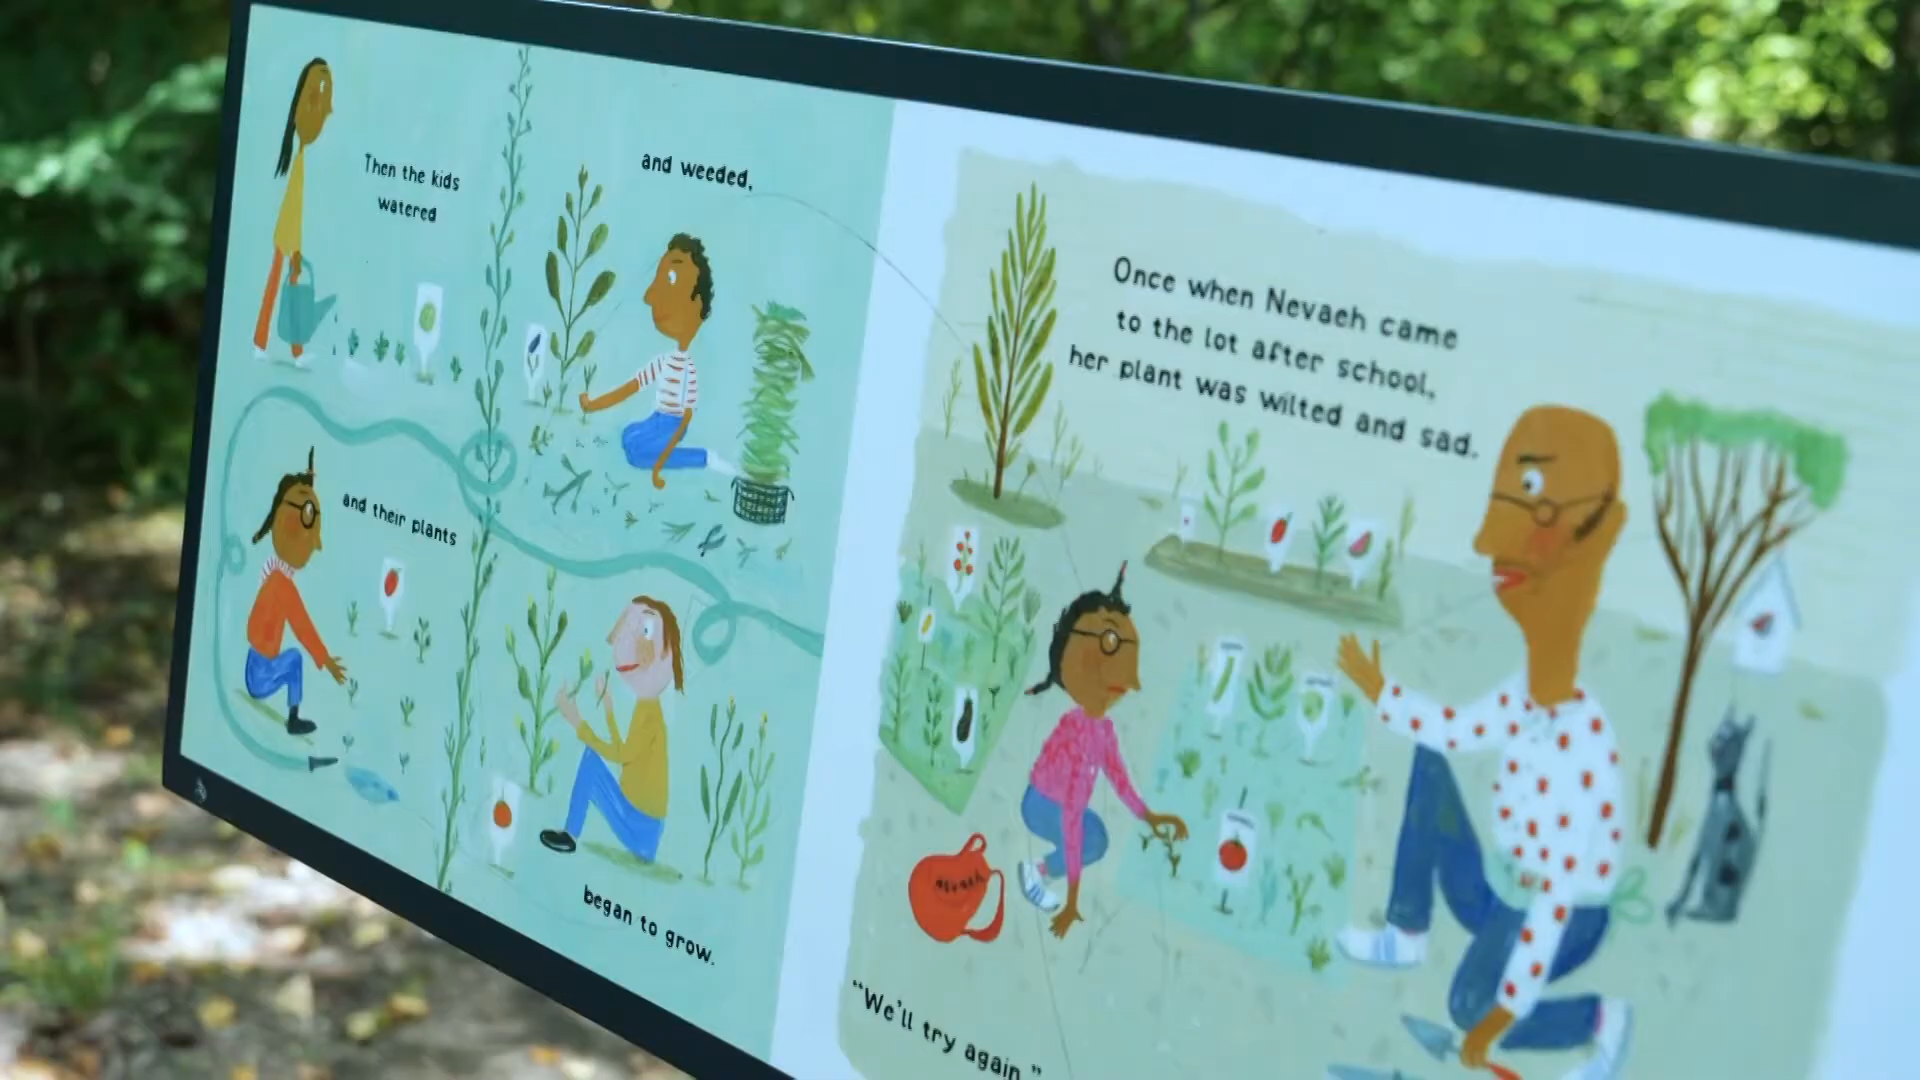 Then the kids
watered
and weeded,
and their plants
began to grow.
Once when Nevaeh came
to the lot after school,
her plant was wilted and sad.
"We'll try again."